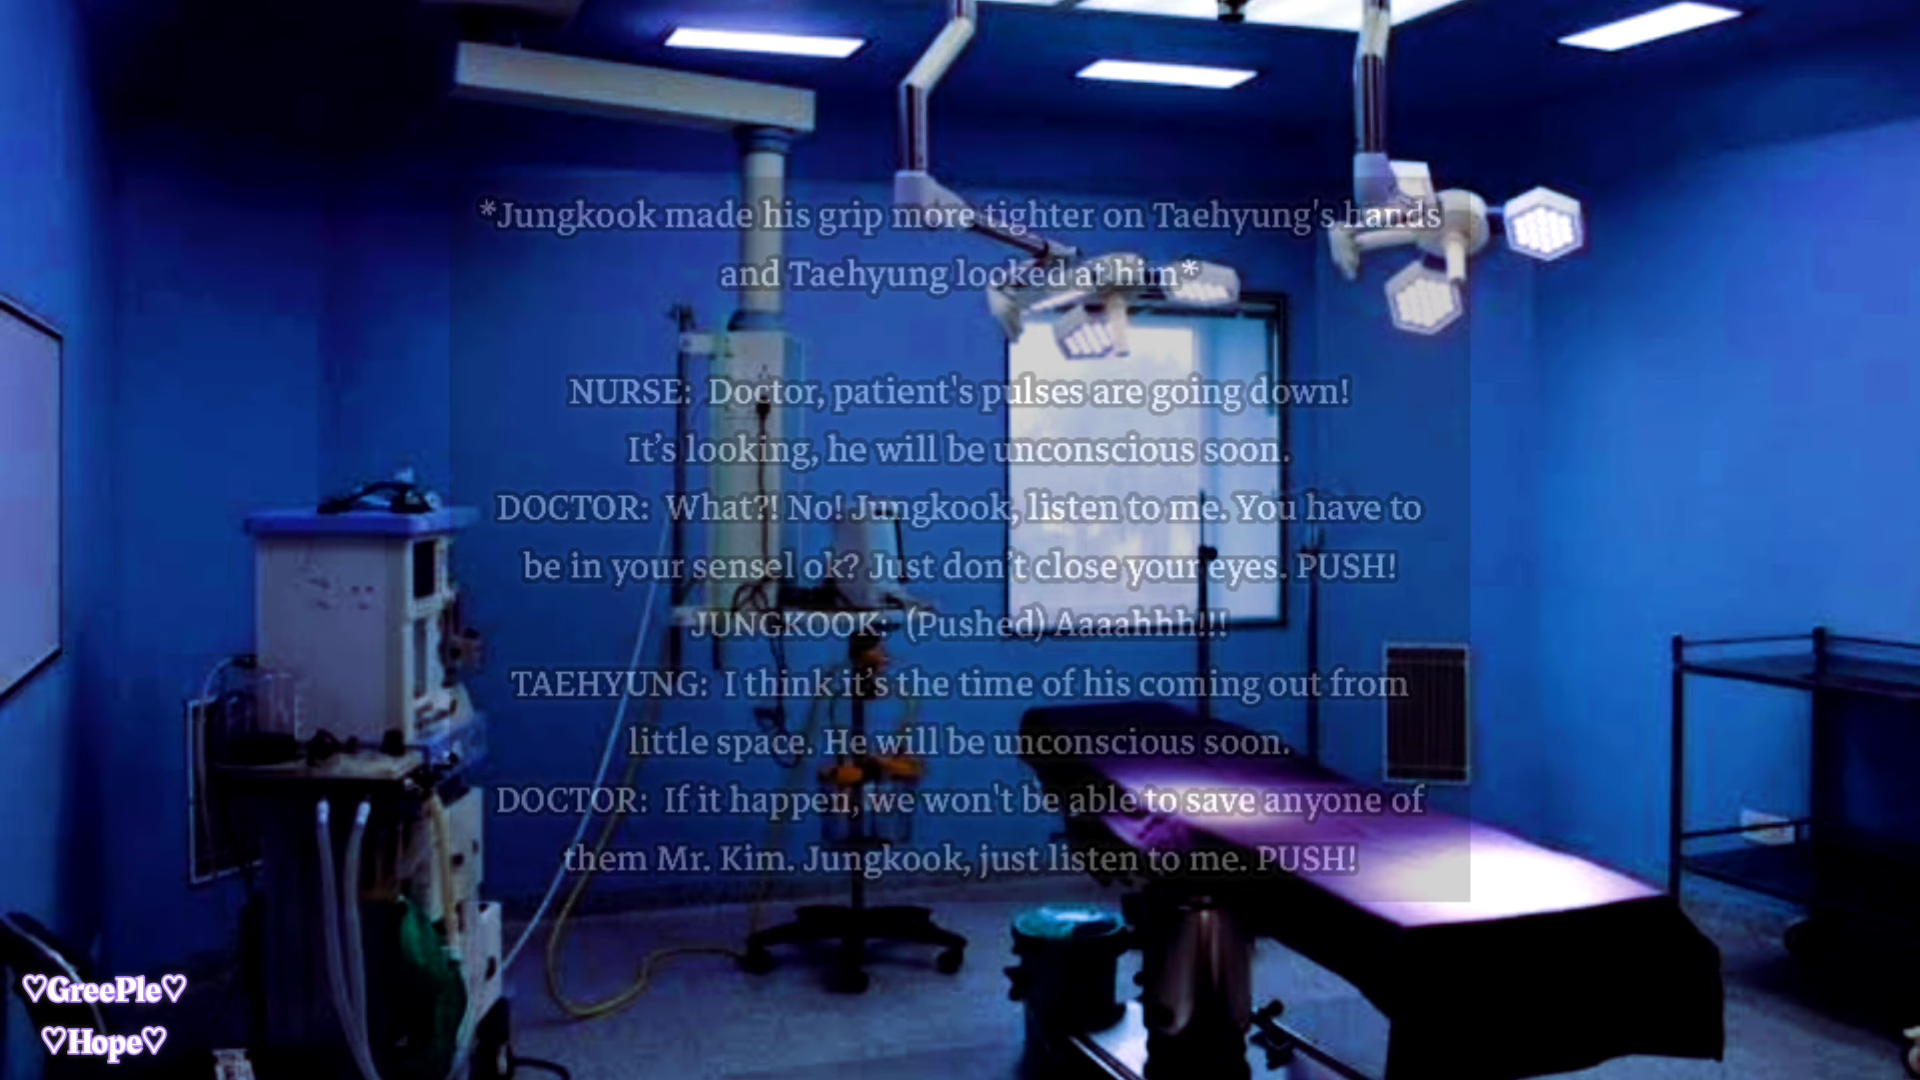 *Jungkook made his grip more tighter on Taehyung's hands
and Taehyung looked at him*
NURSE:  Doctor, patient's pulses are going down!
It’s looking, he will be unconscious soon.
DOCTOR:  What?! No! Jungkook, listen to me. You have to
be in your sensel ok? Just don’t close your eyes. PUSH!
JUNGKOOK:  (Pushed) Aaaahhh!!!
TAEHYUNG:  I think it’s the time of his coming out from
little space. He will be unconscious soon.
DOCTOR:  If it happen, we won't be able to save anyone of
them Mr. Kim. Jungkook, just listen to me. PUSH!
♡GreePle♡
♡Hope♡